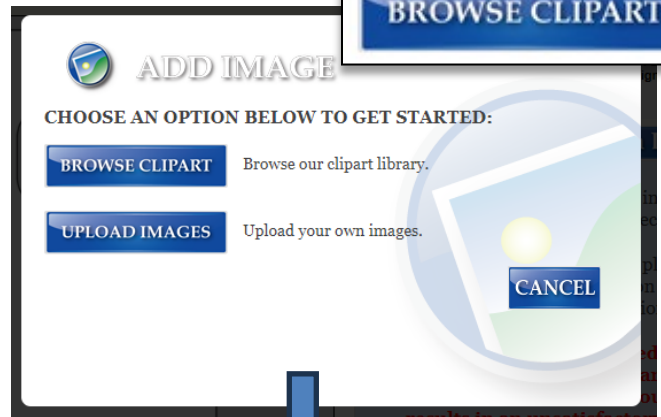 BROWSE CLIPART
ADD IMAGE
CHOOSE AN OPTION BELOW TO GET STARTED:
BROWSE CLIPART Browse our clipart library.
UPLOAD IMAGES Upload your own images.
CANCEL